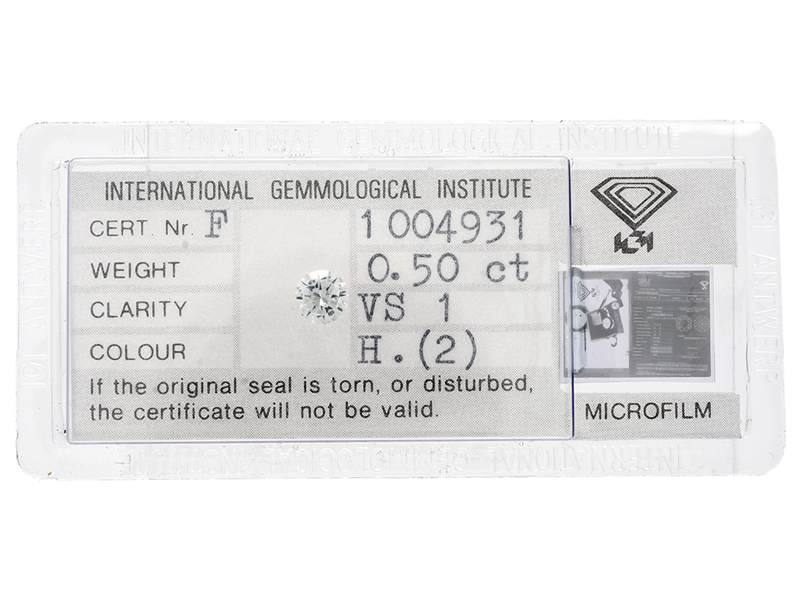 INTERNATIONAL GEMMOLOGICAL INSTITUTE
INTERNATIONAL GEMMOLOGICAL INSTITUTE
CERT. Nr. F 1004931
WEIGHT 0.50 ct
CLARITY VS 1
COLOUR H.(2)
If the original seal is torn, or disturbed,
the certificate will not be valid.
IGI
MICROFILM
IGI ANTWERP
IGI ANTWERP
INTERNATIONAL GEMMOLOGICAL INSTITUTE